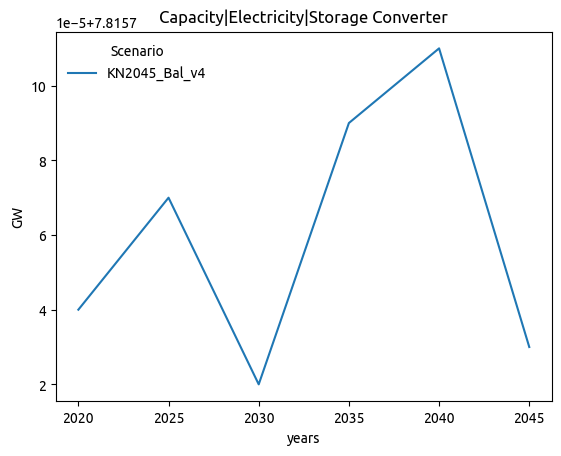 Capacity|Electricity|Storage Converter
1e−5+7.8157
Scenario
KN2045_Bal_v4
10
8
6
4
2
GW
2020 2025 2030 2035 2040 2045
years